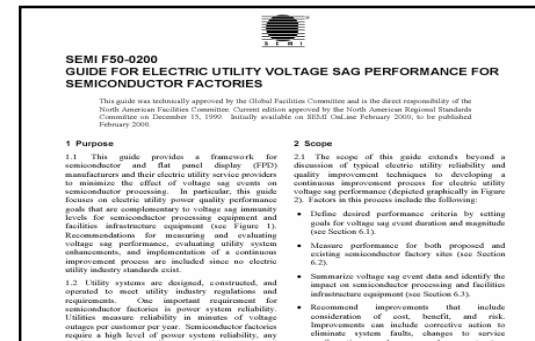 SEMI
SEMI F50-0200
GUIDE FOR ELECTRIC UTILITY VOLTAGE SAG PERFORMANCE FOR
SEMICONDUCTOR FACTORIES
This guide was technically approved by the Global Facilities Committee and is the direct responsibility of the
North American Facilities Committee. Current edition approved by the North American Regional Standards
Committee on December 15, 1999. Initially available on SEMI OnLine February 2000; to be published
February 2000.
1 Purpose
1.1 This guide provides a framework for
semiconductor and flat panel display (FPD)
manufacturers and their electric utility service providers
to minimize the effect of voltage sag events on
semiconductor processing. In particular, this guide
focuses on electric utility power quality performance
goals that are complementary to voltage sag immunity
levels for semiconductor processing equipment and
facilities infrastructure equipment (see Figure 1).
Recommendations for measuring and evaluating
voltage sag performance, evaluating utility system
enhancements, and implementation of a continuous
improvement process are included since no electric
utility industry standards exist.
1.2 Utility systems are designed, constructed, and
operated to meet utility industry regulations and
requirements. One important requirement for
semiconductor factories is power system reliability.
Utilities measure reliability in minutes of voltage
outages per customer per year. Semiconductor factories
require a high level of power system reliability, any
2 Scope
2.1 The scope of this guide extends beyond a
discussion of typical electric utility reliability and
quality improvement techniques to developing a
continuous improvement process for electric utility
voltage sag performance (depicted graphically in Figure
2). Factors in this process include the following:
• Define desired performance criteria by setting
goals for voltage sag event duration and magnitude
(see Section 6.1).
• Measure performance for both proposed and
existing semiconductor factory sites (see Section
6.2).
• Summarize voltage sag event data and identify the
impact on semiconductor processing and facilities
infrastructure equipment (see Section 6.3).
• Recommend improvements that include
consideration of cost, benefit, and risk.
Improvements can include corrective action to
eliminate system faults, changes to service